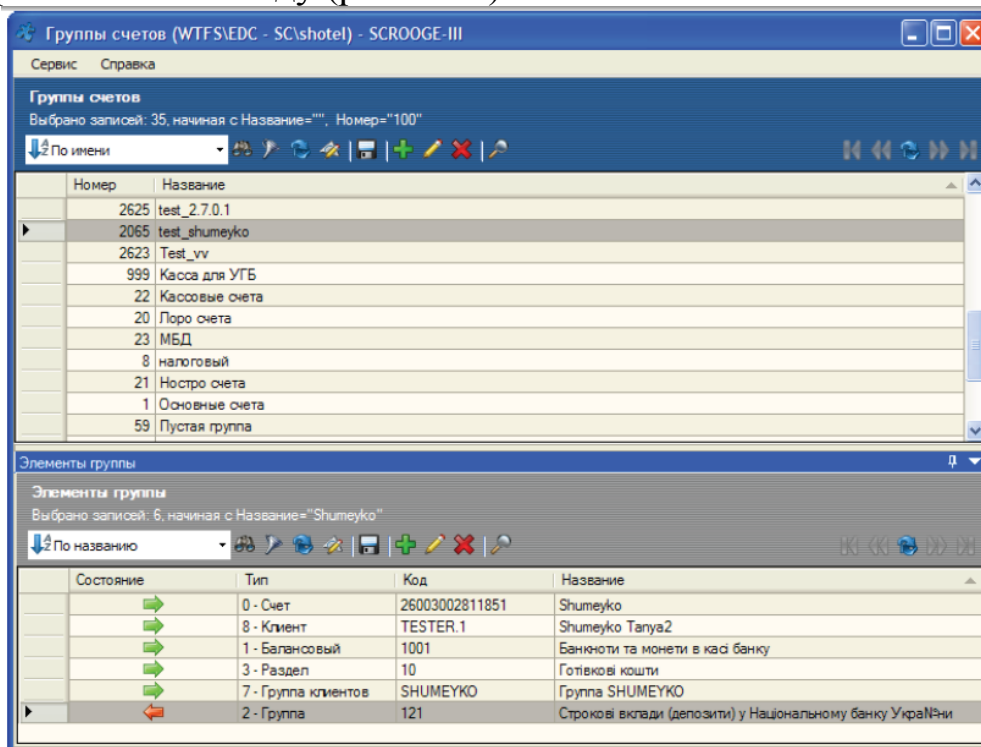 Группы счетов (WTFS\EDC - SC\shotel) - SCROOGE-III
Сервис Справка
Группы счетов
Выбрано записей: 35, начиная с Название="", Номер="100"
По имени
Номер Название
2625 test_2.7.0.1
2065 test_shumeyko
2623 Test_vv
999 Касса для УГБ
22 Кассовые счета
20 Лоро счета
23 МБД
8 налоговый
21 Ностро счета
1 Основные счета
59 Пустая группа
Элементы группы
Элементы группы
Выбрано записей: 6, начиная с Название="Shumeyko"
По названию
Состояние Тип Код Название
0 - Счет 26003002811851 Shumeyko
8 - Клиент TESTER.1 Shumeyko Tanya2
1 - Балансовый 1001 Банкноти та монети в касі банку
3 - Раздел 10 Готівкові кошти
7 - Группа клиентов SHUMEYKO Группа SHUMEYKO
2 - Группа 121 Строкові вклади (депозити) у Національному банку Укра№ни